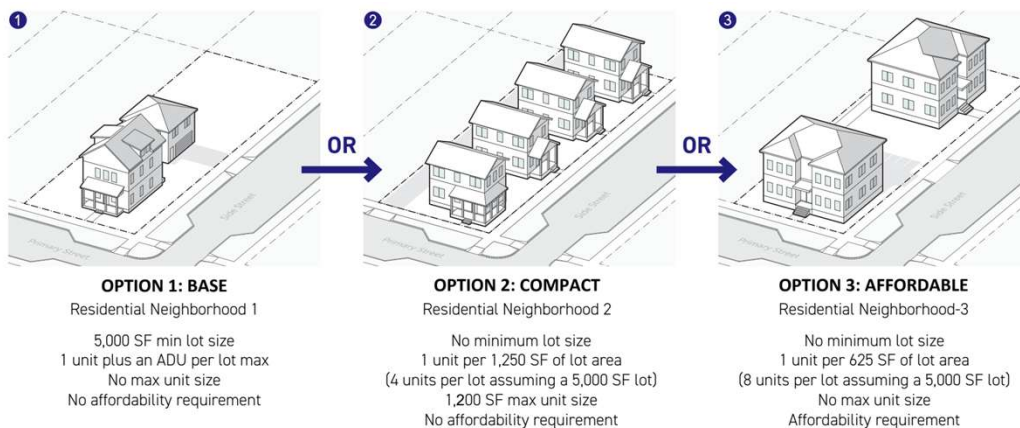 1
Primary Street
Side Street
OR
2
Primary Street
Side Street
OR
3
Primary Street
Side Street
OPTION 1: BASE
Residential Neighborhood 1
5,000 SF min lot size
1 unit plus an ADU per lot max
No max unit size
No affordability requirement
OPTION 2: COMPACT
Residential Neighborhood 2
No minimum lot size
1 unit per 1,250 SF of lot area
(4 units per lot assuming a 5,000 SF lot)
1,200 SF max unit size
No affordability requirement
OPTION 3: AFFORDABLE
Residential Neighborhood-3
No minimum lot size
1 unit per 625 SF of lot area
(8 units per lot assuming a 5,000 SF lot)
No max unit size
Affordability requirement